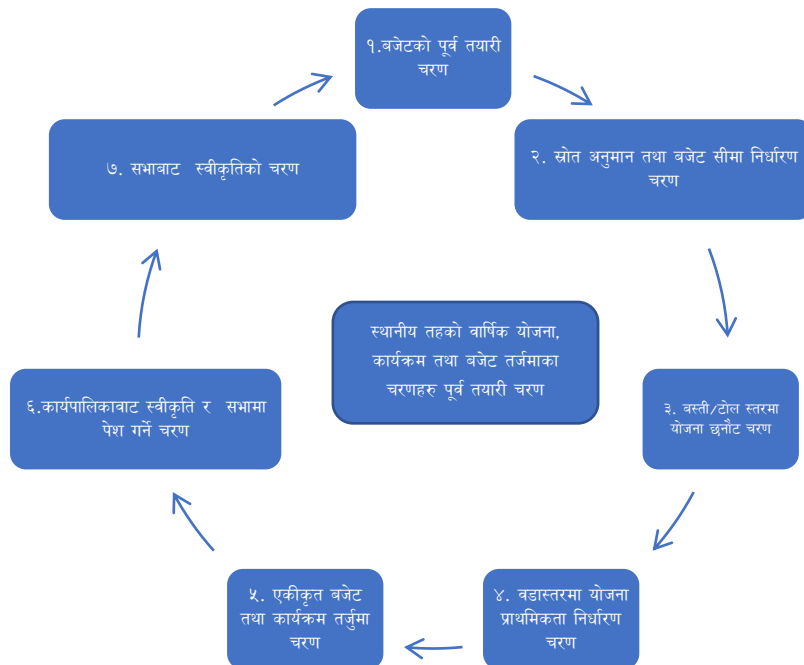 १.बजेटको पूर्व तयारी
चरण
२. स्रोत अनुमान तथा बजेट सीमा निर्धारण
चरण
३. बस्ती/टोल स्तरमा
योजना छनौट चरण
४. वडास्तरमा योजना
प्राथमिकता निर्धारण
चरण
५. एकीकृत बजेट
तथा कार्यक्रम तर्जुमा
चरण
६.कार्यपालिकावाट स्वीकृति र सभामा
पेश गर्ने चरण
७. सभाबाट स्वीकृतिको चरण
स्थानीय तहको वार्षिक योजना,
कार्यक्रम तथा बजेट तर्जमाका
चरणहरु पूर्व तयारी चरण